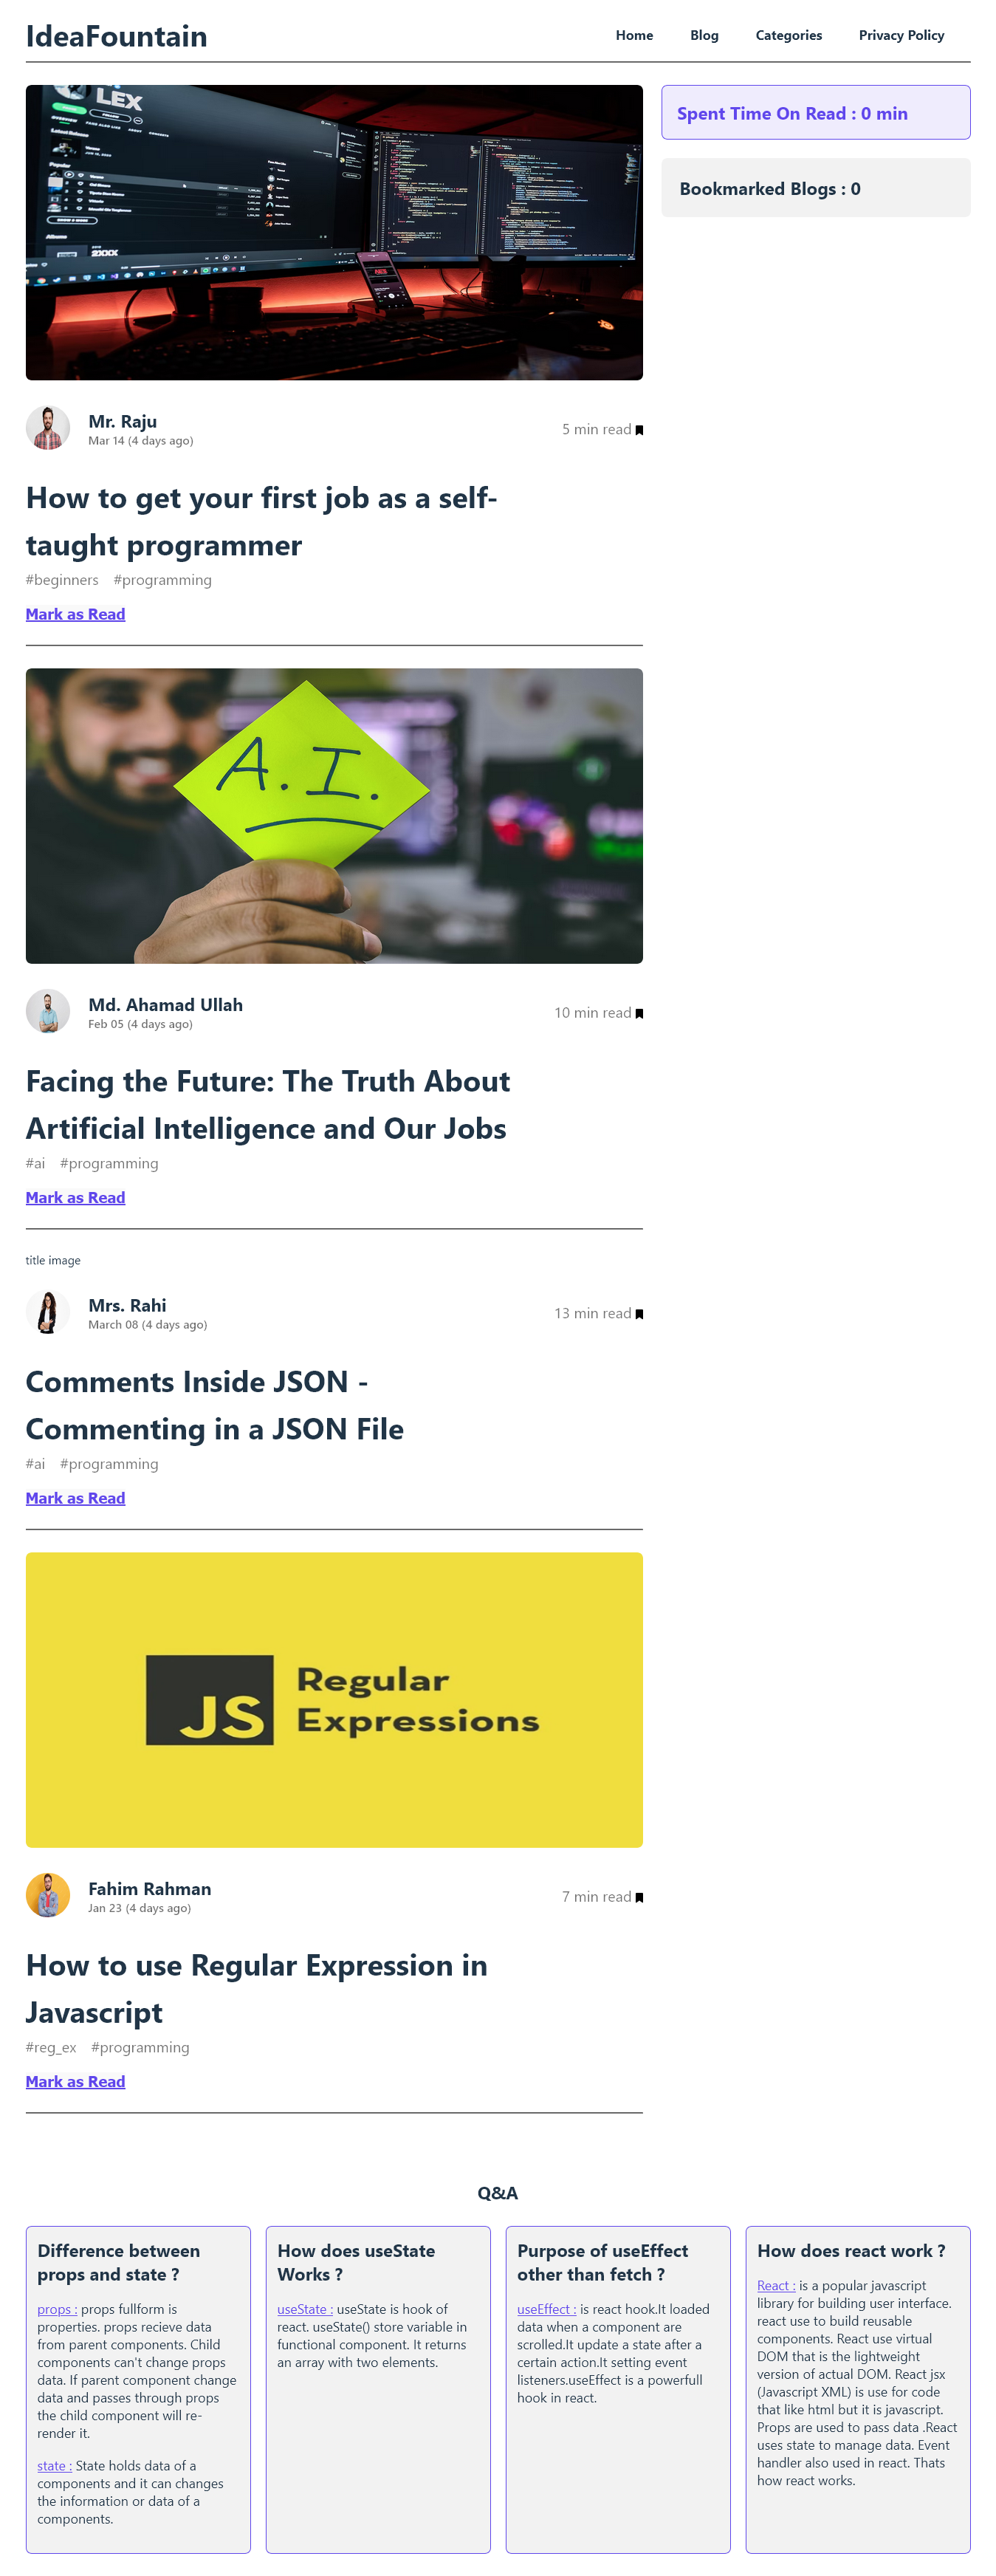 IdeaFountain
Home Blog Categories Privacy Policy
LEX
Popular
Albums
Spent Time On Read : 0 min
Bookmarked Blogs : 0
Mr. Raju
Mar 14 (4 days ago)
5 min read
How to get your first job as a self-
taught programmer
#beginners #programming
Mark as Read
A.I.
Md. Ahamad Ullah
Feb 05 (4 days ago)
10 min read
Facing the Future: The Truth About
Artificial Intelligence and Our Jobs
#ai #programming
Mark as Read
title image
Mrs. Rahi
March 08 (4 days ago)
13 min read
Comments Inside JSON -
Commenting in a JSON File
#ai #programming
Mark as Read
JS
Regular
Expressions
Fahim Rahman
Jan 23 (4 days ago)
7 min read
How to use Regular Expression in
Javascript
#reg_ex #programming
Mark as Read
Q&A
Difference between
props and state ?
props : props fullform is
properties. props recieve data
from parent components. Child
components can't change props
data. If parent component change
data and passes through props
the child component will re-
render it.
state : State holds data of a
components and it can changes
the information or data of a
components.
How does useState
Works ?
useState : useState is hook of
react. useState() store variable in
functional component. It returns
an array with two elements.
Purpose of useEffect
other than fetch ?
useEffect : is react hook.It loaded
data when a component are
scrolled.It update a state after a
certain action.It setting event
listeners.useEffect is a powerfull
hook in react.
How does react work ?
React : is a popular javascript
library for building user interface.
react use to build reusable
components. React use virtual
DOM that is the lightweight
version of actual DOM. React jsx
(Javascript XML) is use for code
that like html but it is javascript.
Props are used to pass data .React
uses state to manage data. Event
handler also used in react. Thats
how react works.